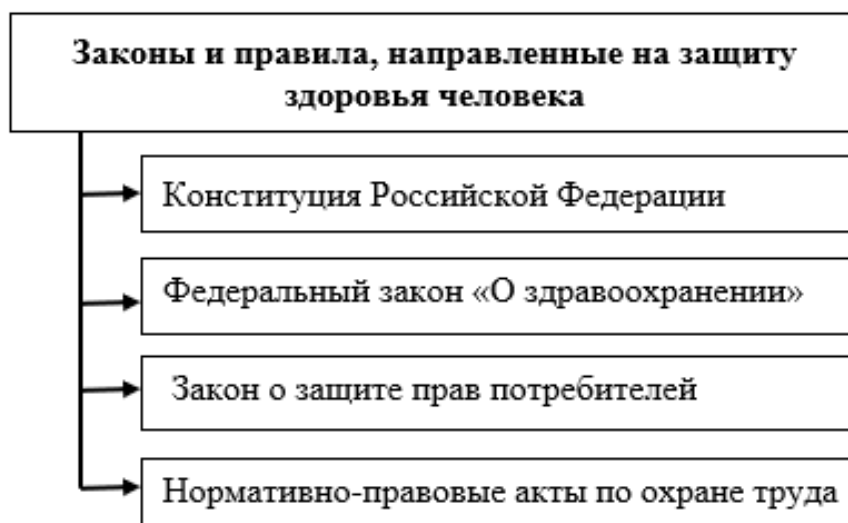 Законы и правила, направленные на защиту
здоровья человека
Конституция Российской Федерации
Федеральный закон «О здравоохранении»
Закон о защите прав потребителей
Нормативно-правовые акты по охране труда